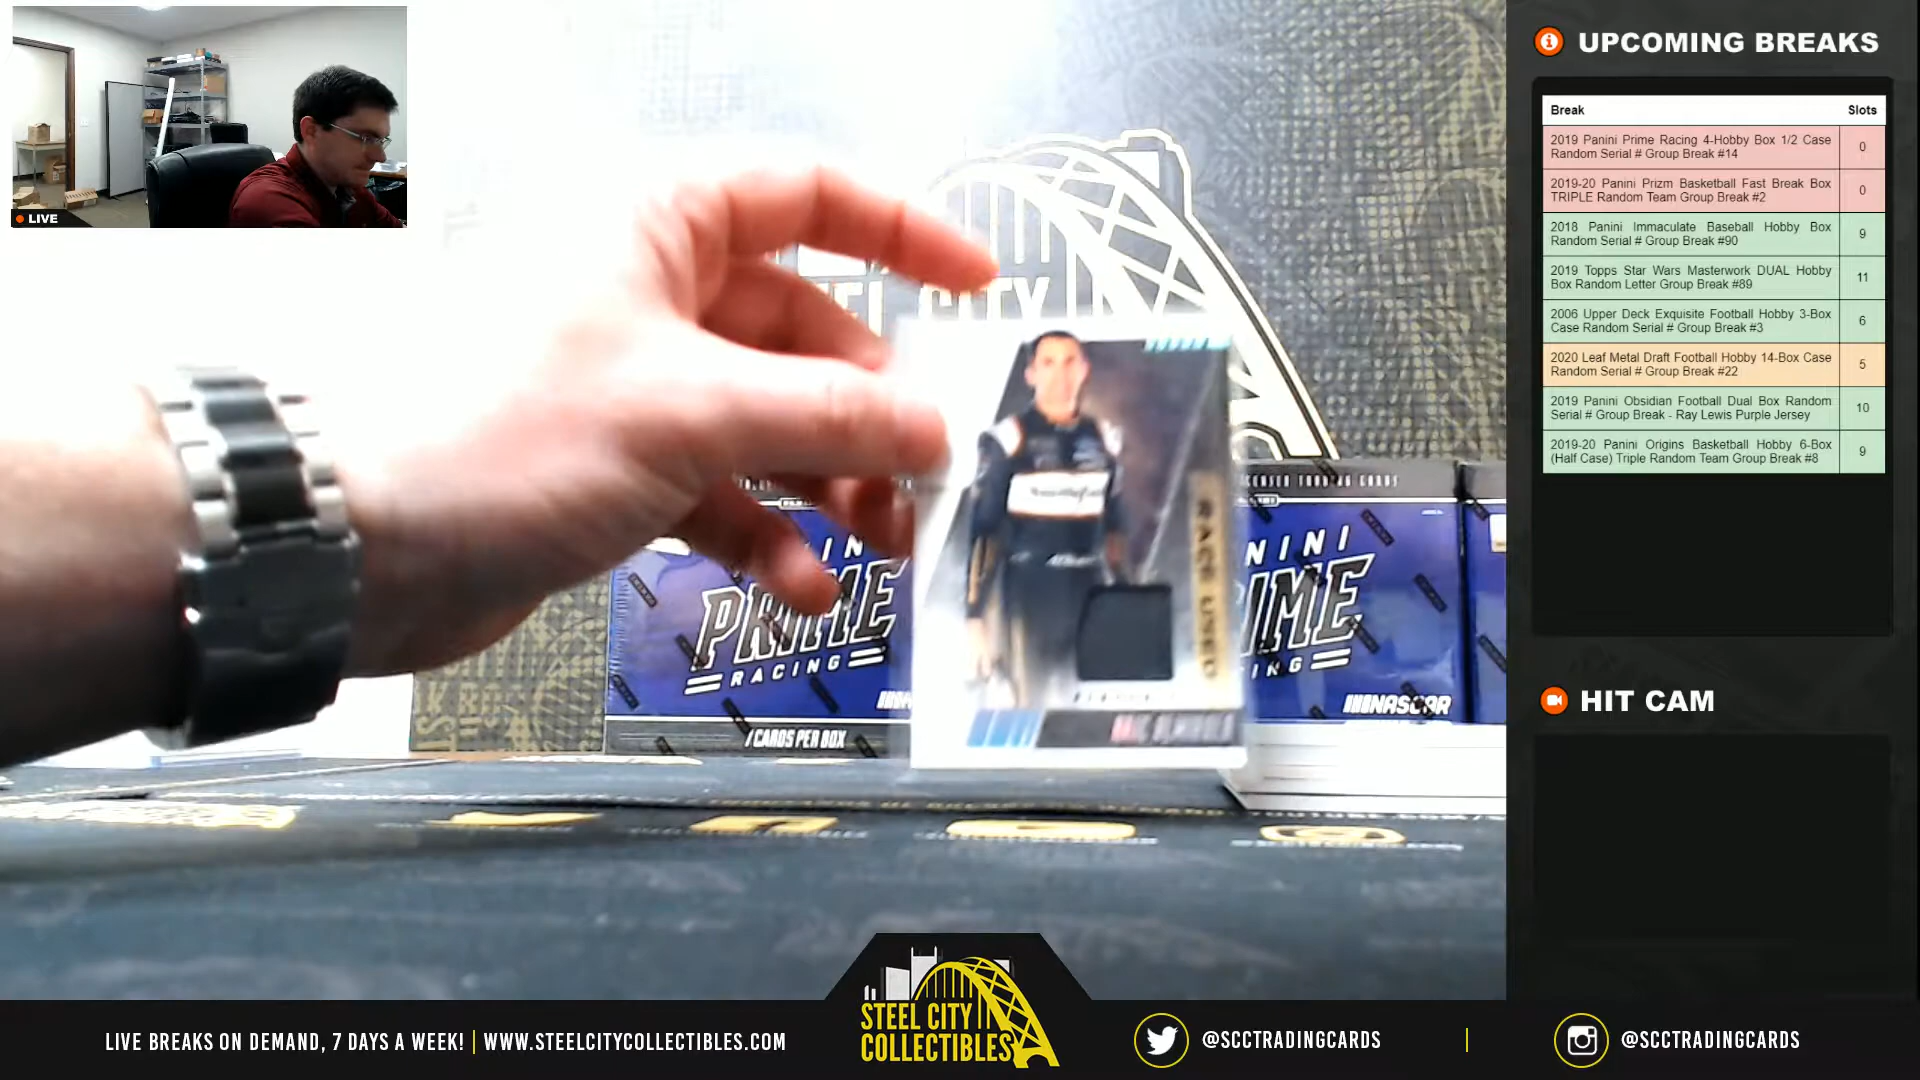 LIVE
UPCOMING BREAKS
Break Slots
2019 Panini Prime Racing 4-Hobby Box 1/2 Case
Random Serial # Group Break #14
0
2019-20 Panini Prizm Basketball Fast Break Box
TRIPLE Random Team Group Break #2
0
2018 Panini Immaculate Baseball Hobby Box
Random Serial # Group Break #90
9
2019 Topps Star Wars Masterwork DUAL Hobby
Box Random Letter Group Break #89
11
2006 Upper Deck Exquisite Football Hobby 3-Box
Case Random Serial # Group Break #3
6
2020 Leaf Metal Draft Football Hobby 14-Box Case
Random Serial # Group Break #22
5
2019 Panini Obsidian Football Dual Box Random
Serial # Group Break - Ray Lewis Purple Jersey
10
2019-20 Panini Origins Basketball Hobby 6-Box
(Half Case) Triple Random Team Group Break #8
9
HIT CAM
CITY
RACE USED
PRIME
RACING
CARDS PER BOX
NASCAR
LIVE BREAKS ON DEMAND, 7 DAYS A WEEK! | WWW.STEELCITYCOLLECTIBLES.COM
STEEL CITY
COLLECTIBLES
@SCCTRADINGCARDS
@SCCTRADINGCARDS